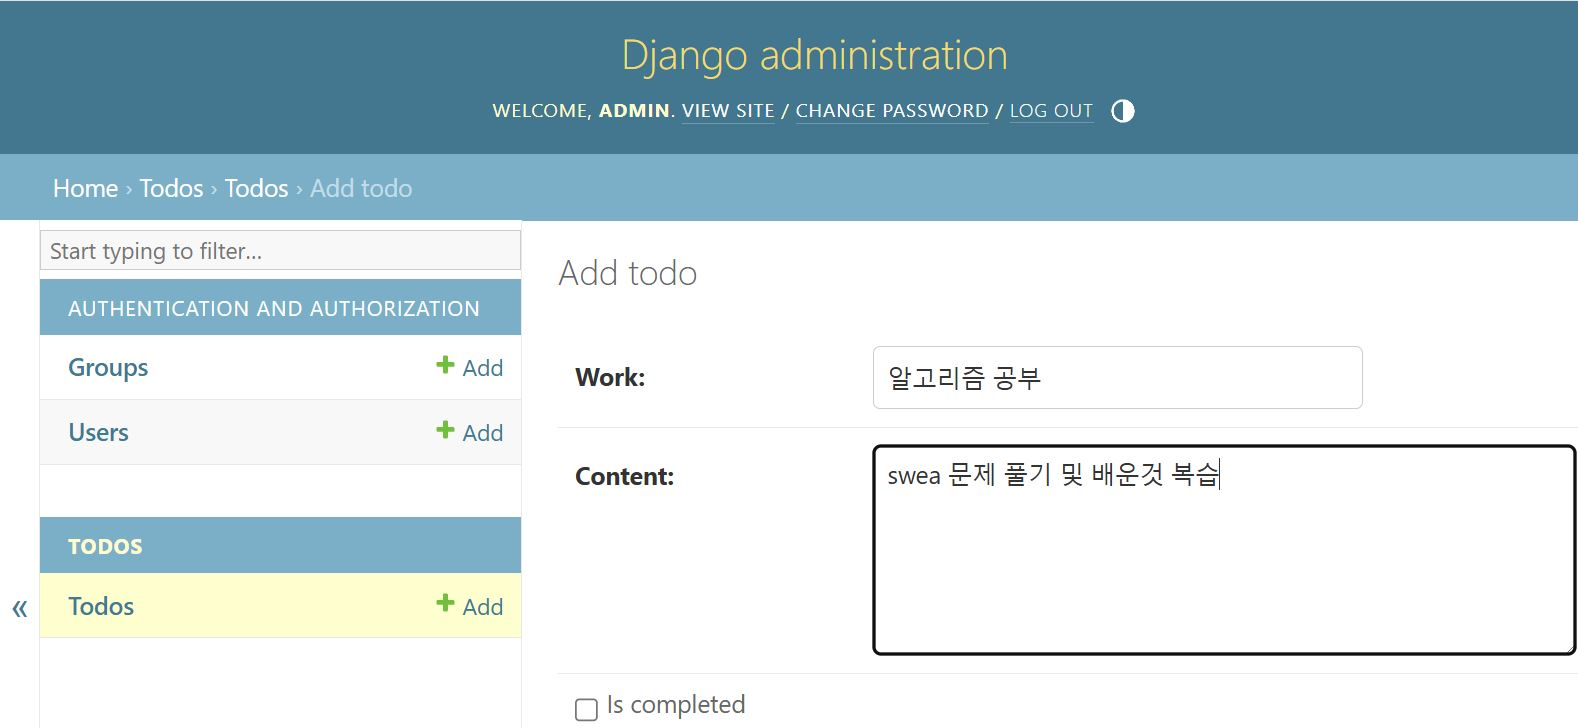 Django administration
WELCOME, ADMIN. VIEW SITE / CHANGE PASSWORD / LOG OUT
Home › Todos › Todos › Add todo
Start typing to filter...
AUTHENTICATION AND AUTHORIZATION
Groups + Add
Users + Add
TODOS
Todos + Add
«
Add todo
Work: 알고리즘 공부
Content: swea 문제 풀기 및 배운것 복습
Is completed